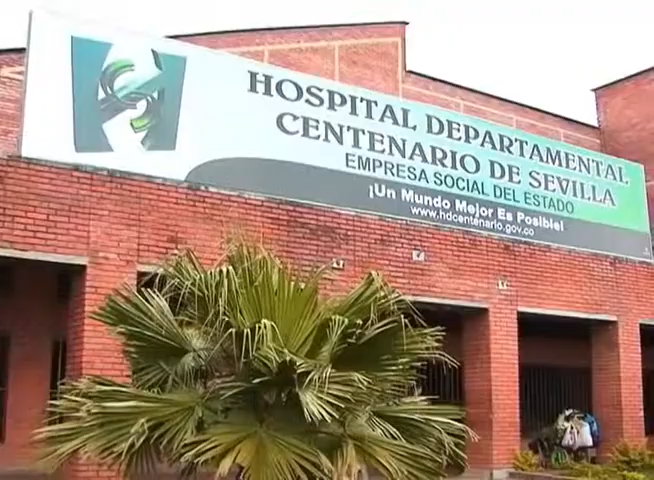 HOSPITAL DEPARTAMENTAL
CENTENARIO DE SEVILLA
EMPRESA SOCIAL DEL ESTADO
¡Un Mundo Mejor Es Posible!
www.hdcentenario.gov.co